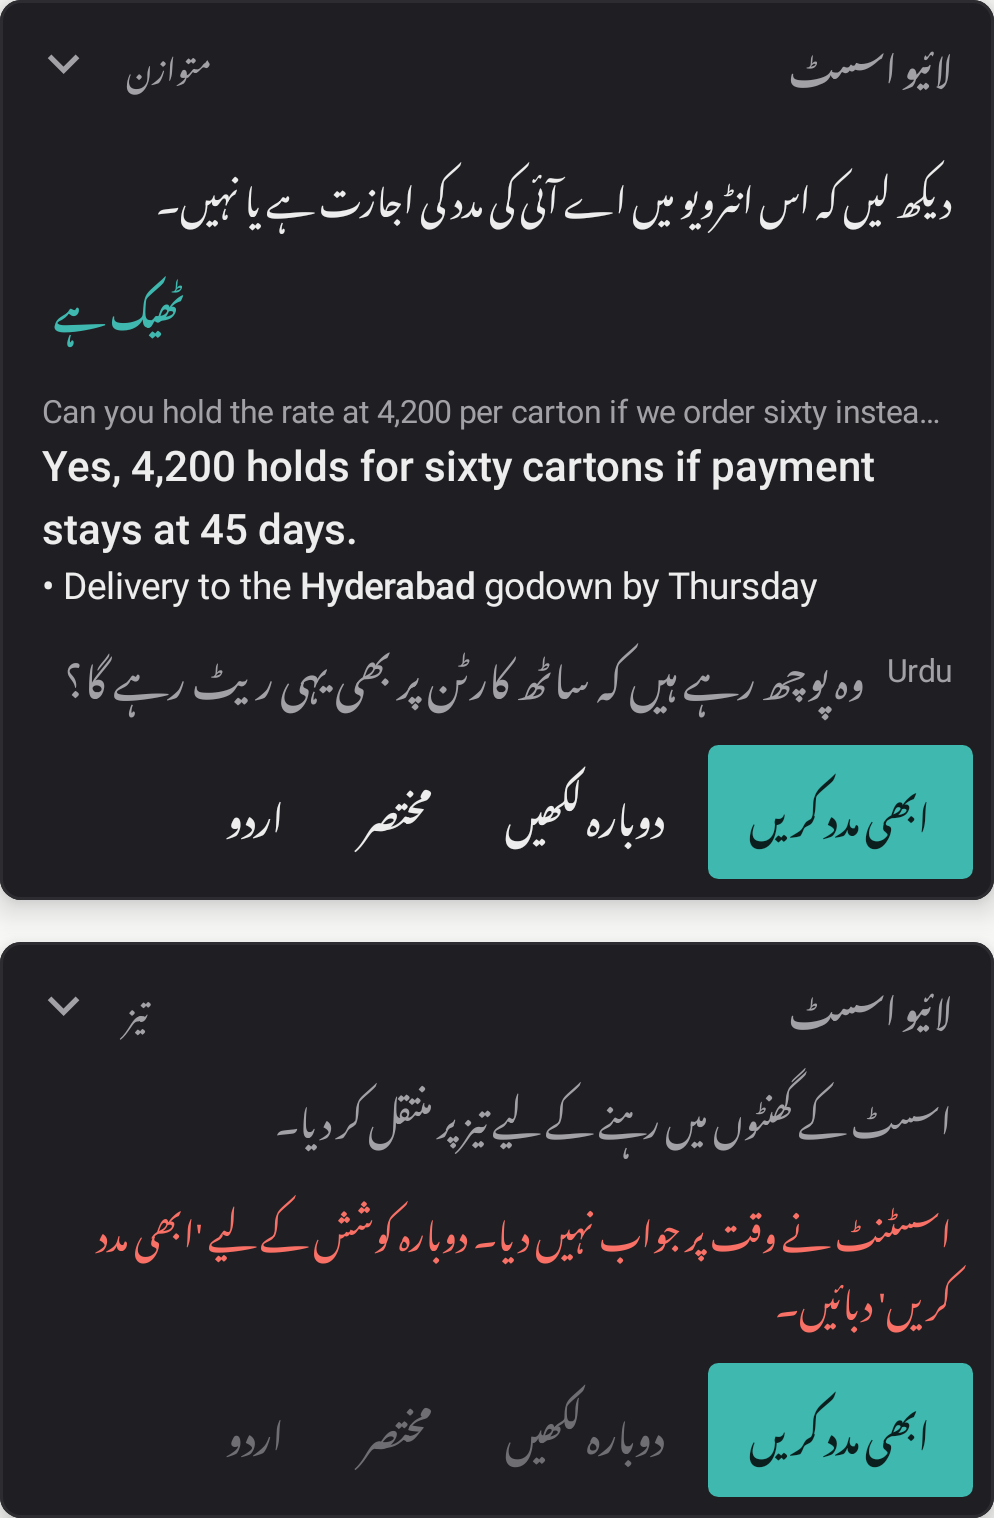 لائیو اسسٹ
متوازن
دیکھ لیں کہ اس انٹرویو میں اے آئی کی مدد کی اجازت ہے یا نہیں۔
ٹھیک ہے
Can you hold the rate at 4,200 per carton if we order sixty instea...
Yes, 4,200 holds for sixty cartons if payment
stays at 45 days.
• Delivery to the Hyderabad godown by Thursday
Urdu وہ پوچھ رہے ہیں کہ ساٹھ کارٹن پر بھی یہی ریٹ رہے گا؟
ابھی مدد کریں
دوبارہ لکھیں
مختصر
اردو
لائیو اسسٹ
تیز
اسسٹ کے گھنٹوں میں رہنے کے لیے تیز پر منتقل کر دیا۔
اسسٹنٹ نے وقت پر جواب نہیں دیا۔ دوبارہ کوشش کے لیے 'ابھی مدد
کریں' دبائیں۔
ابھی مدد کریں
دوبارہ لکھیں
مختصر
اردو